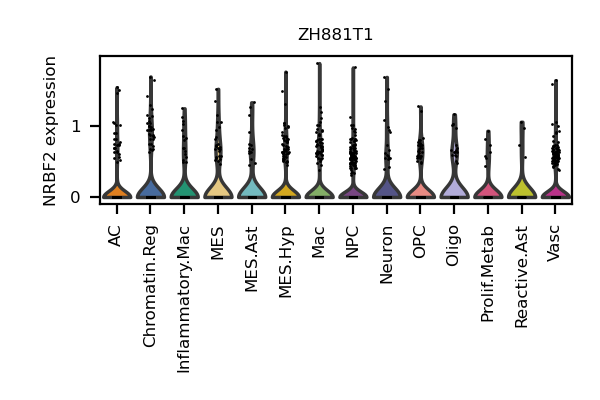 ZH881T1
NRBF2 expression
1
0
AC
Chromatin.Reg
Inflammatory.Mac
MES
MES.Ast
MES.Hyp
Mac
NPC
Neuron
OPC
Oligo
Prolif.Metab
Reactive.Ast
Vasc